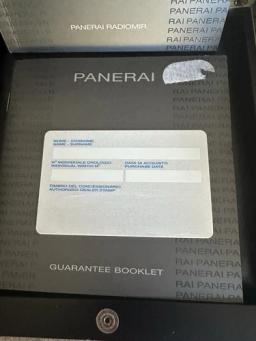 PANERAI RADIOMIR
PANERAI
NOME - COGNOME
NAME - SURNAME
N° MATRICOLA OROLOGIO
INDIVIDUAL WATCH N°
DATA DI ACQUISTO
PURCHASE DATE
TIMBRO DEL CONCESSIONARIO
AUTHORIZED DEALER STAMP
GUARANTEE BOOKLET